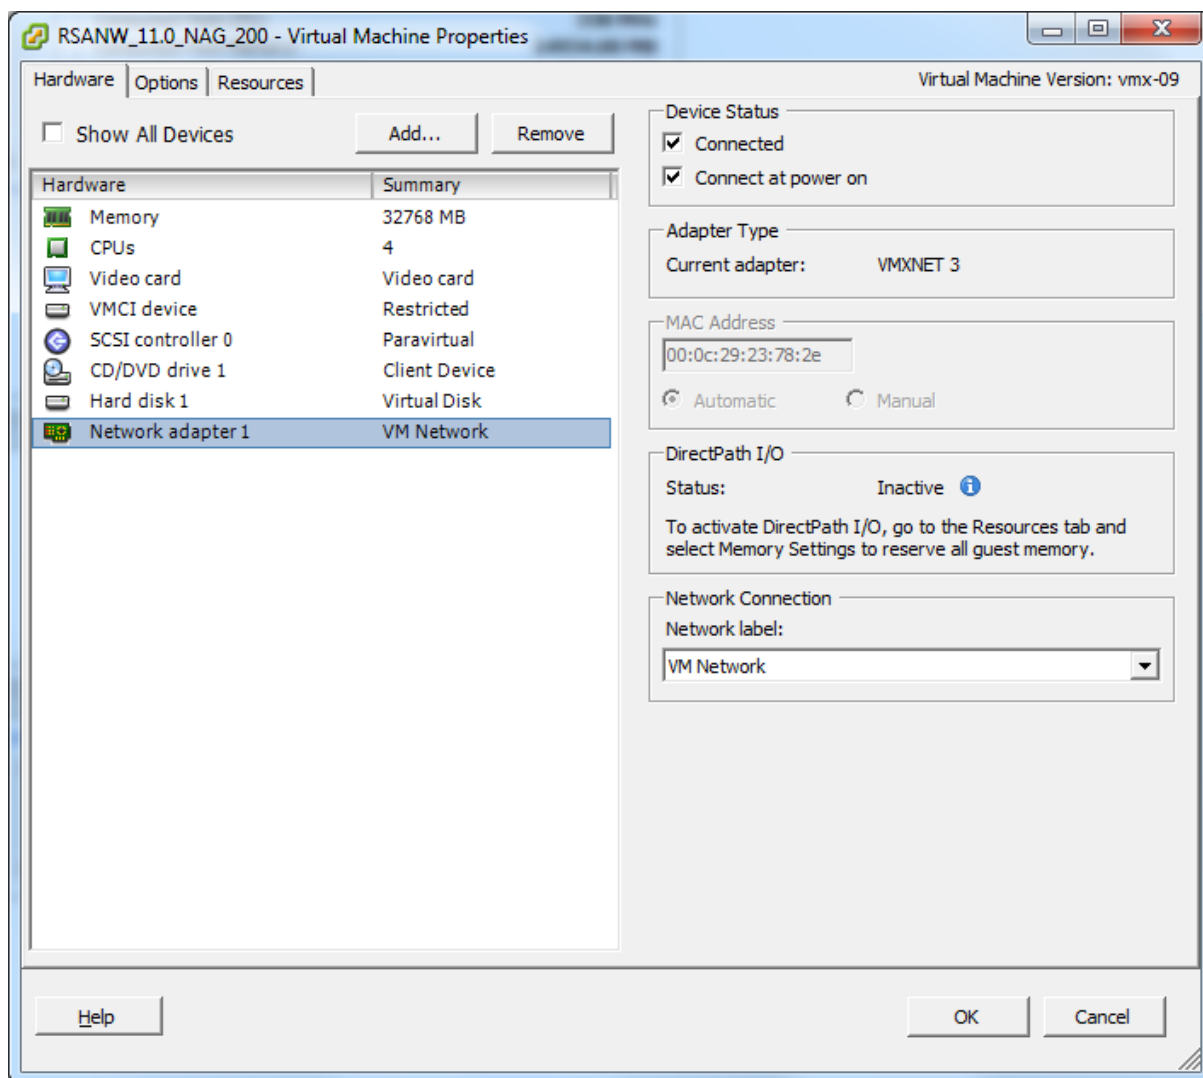 RSANW_11.0_NAG_200 - Virtual Machine Properties
Hardware Options Resources
Virtual Machine Version: vmx-09
Show All Devices
Add...
Remove
Hardware Summary
Memory 32768 MB
CPUs 4
Video card Video card
VMCI device Restricted
SCSI controller 0 Paravirtual
CD/DVD drive 1 Client Device
Hard disk 1 Virtual Disk
Network adapter 1 VM Network
Device Status
Connected
Connect at power on
Adapter Type
Current adapter: VMXNET 3
MAC Address
00:0c:29:23:78:2e
Automatic Manual
DirectPath I/O
Status: Inactive
To activate DirectPath I/O, go to the Resources tab and
select Memory Settings to reserve all guest memory.
Network Connection
Network label:
VM Network
Help
OK
Cancel